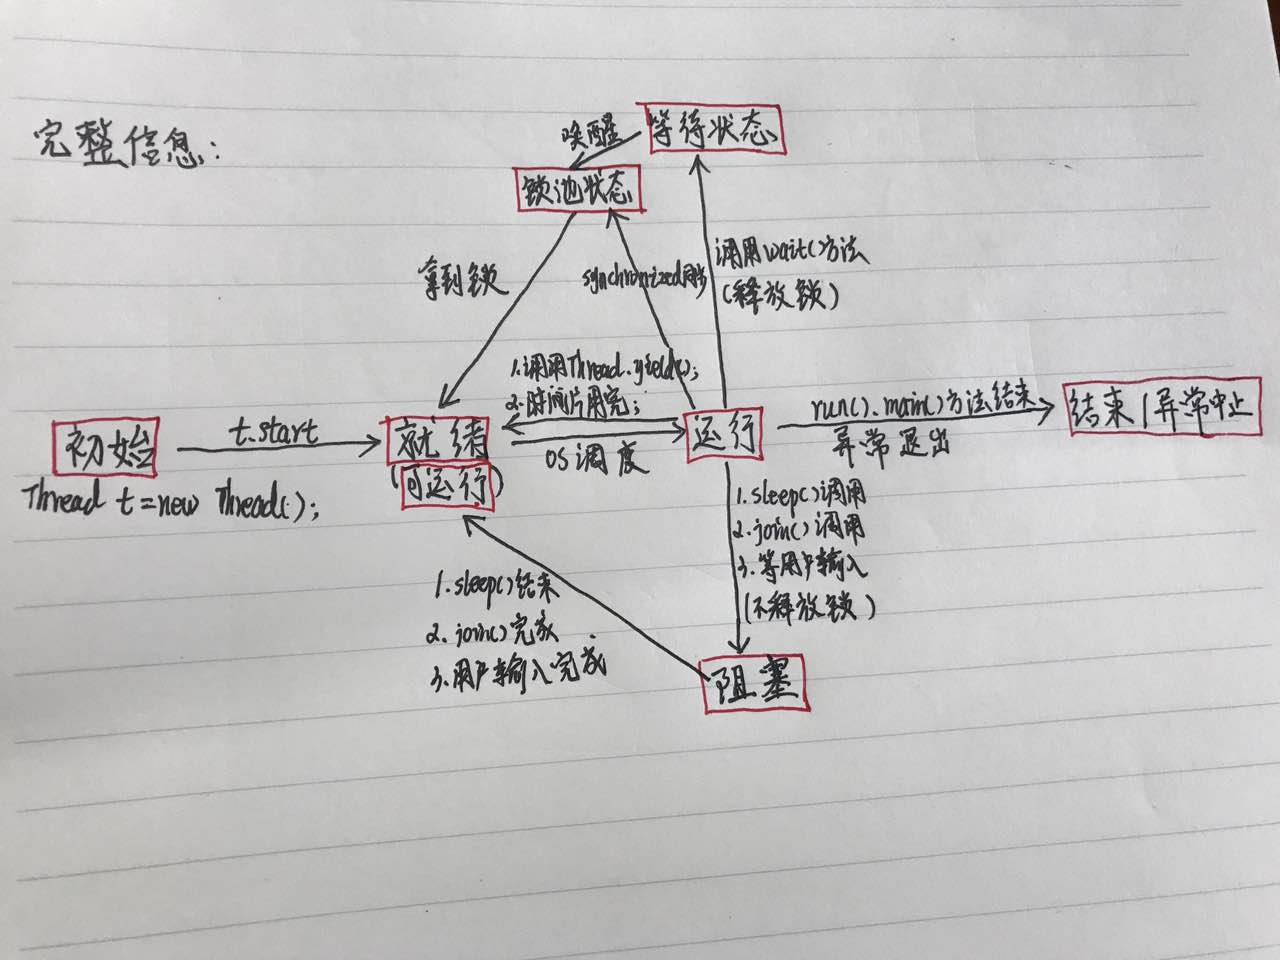 完整信息:
等待状态
唤醒
锁池状态
调用wait()方法
(释放锁)
拿到锁
synchronized同步
1.调用Thread.yield();
2.时间片用完;
初始
t.start
就绪
(可运行)
OS调度
运行
run().main()方法结束
异常退出
结束/异常中止
Thread t=new Thread();
1.sleep()调用
2.join()调用
3.等用户输入
(不释放锁)
1.sleep()结束
2.join()完成
3.用户输入完成
阻塞